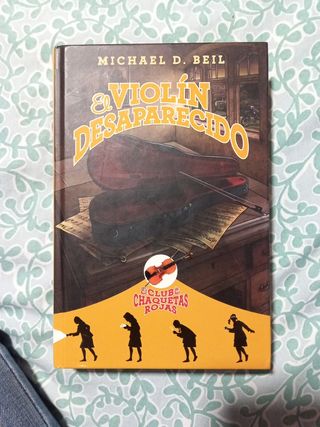 MICHAEL D. BEIL
El VIOLÍN
DESAPARECIDO
El CLUB de las
CHAQUETAS
ROJAS